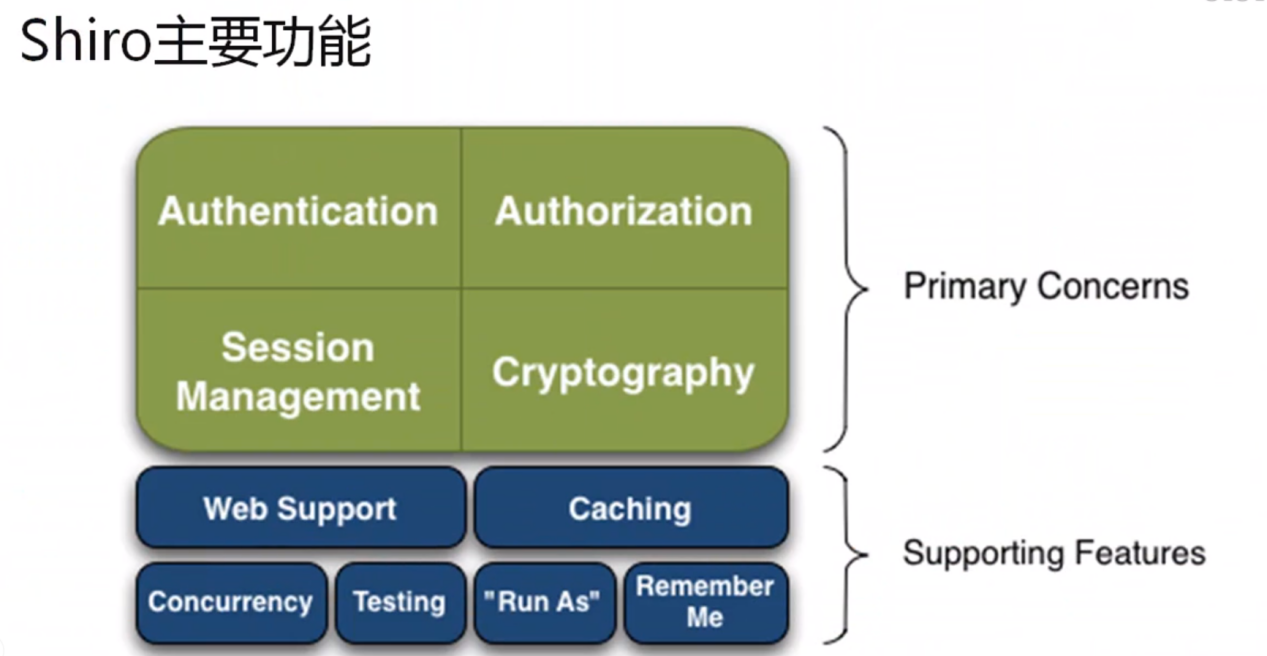 Shiro主要功能
Authentication
Authorization
Session
Management
Cryptography
Primary Concerns
Web Support
Caching
Concurrency
Testing
"Run As"
Remember
Me
Supporting Features